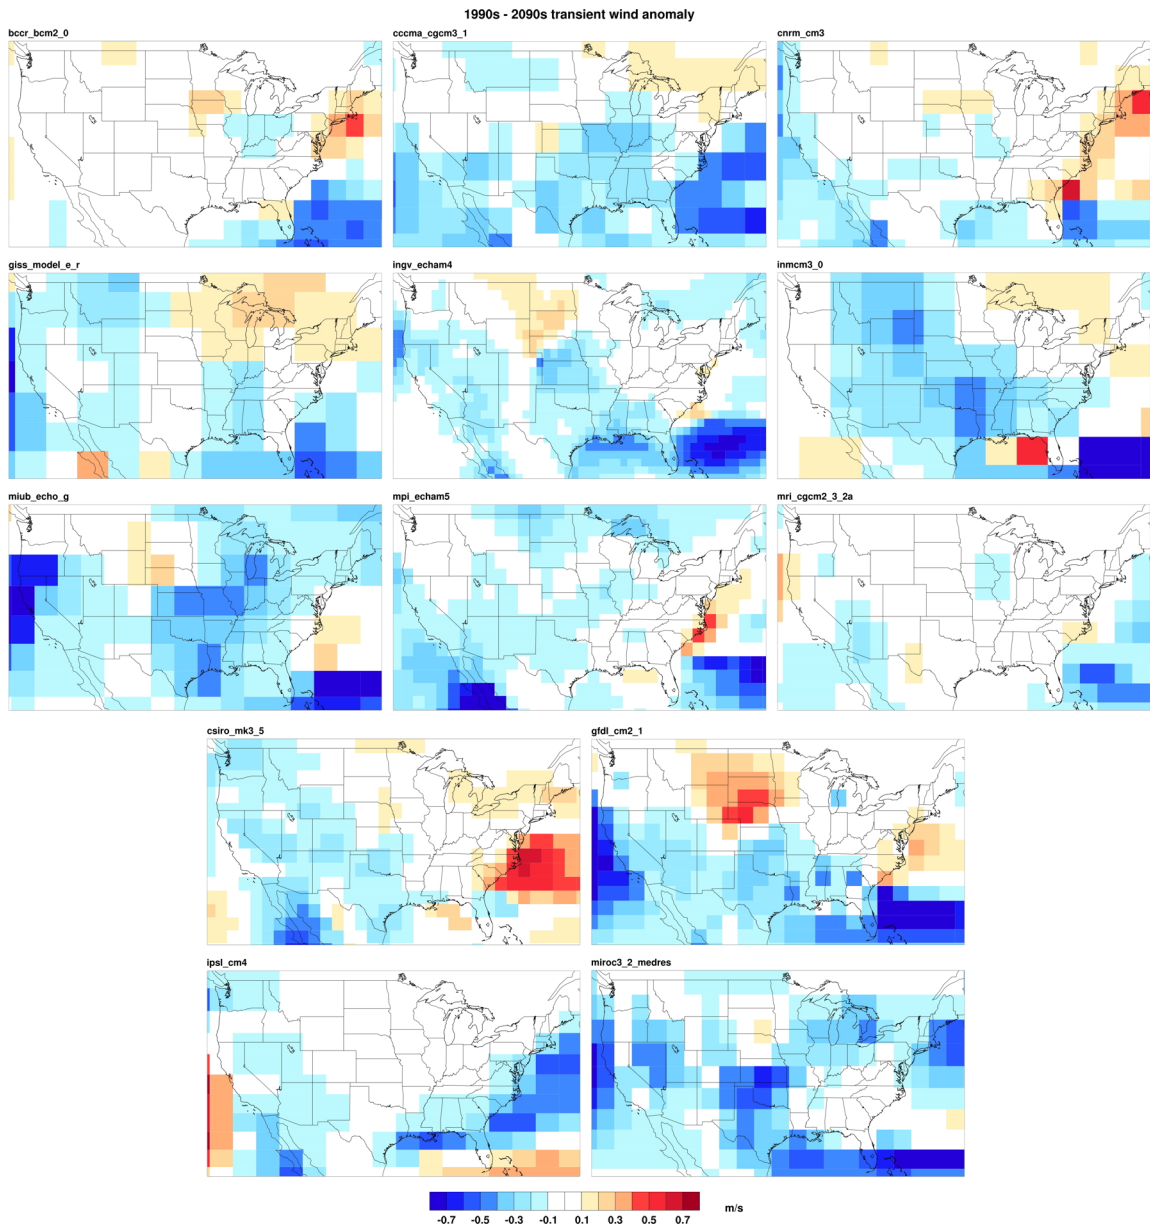 1990s - 2090s transient wind anomaly
bccr_bcm2_0
cccma_cgcm3_1
cnrm_cm3
giss_model_e_r
ingv_echam4
inmcm3_0
miub_echo_g
mpi_echam5
mri_cgcm2_3_2a
csiro_mk3_5
gfdl_cm2_1
ipsl_cm4
miroc3_2_medres
-0.7 -0.5 -0.3 -0.1 0.1 0.3 0.5 0.7 m/s